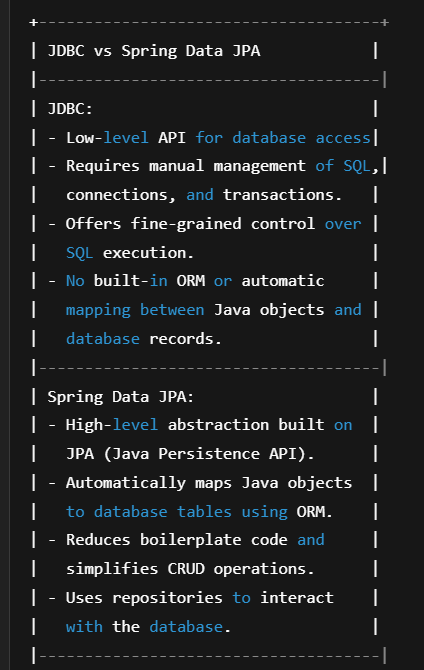 +-------------------------------------+
| JDBC vs Spring Data JPA            |
|-------------------------------------|
| JDBC:                              |
| - Low-level API for database access|
| - Requires manual management of SQL,|
|   connections, and transactions.   |
| - Offers fine-grained control over |
|   SQL execution.                   |
| - No built-in ORM or automatic     |
|   mapping between Java objects and |
|   database records.                |
|-------------------------------------|
| Spring Data JPA:                   |
| - High-level abstraction built on  |
|   JPA (Java Persistence API).      |
| - Automatically maps Java objects  |
|   to database tables using ORM.    |
| - Reduces boilerplate code and     |
|   simplifies CRUD operations.      |
| - Uses repositories to interact    |
|   with the database.               |
|-------------------------------------|